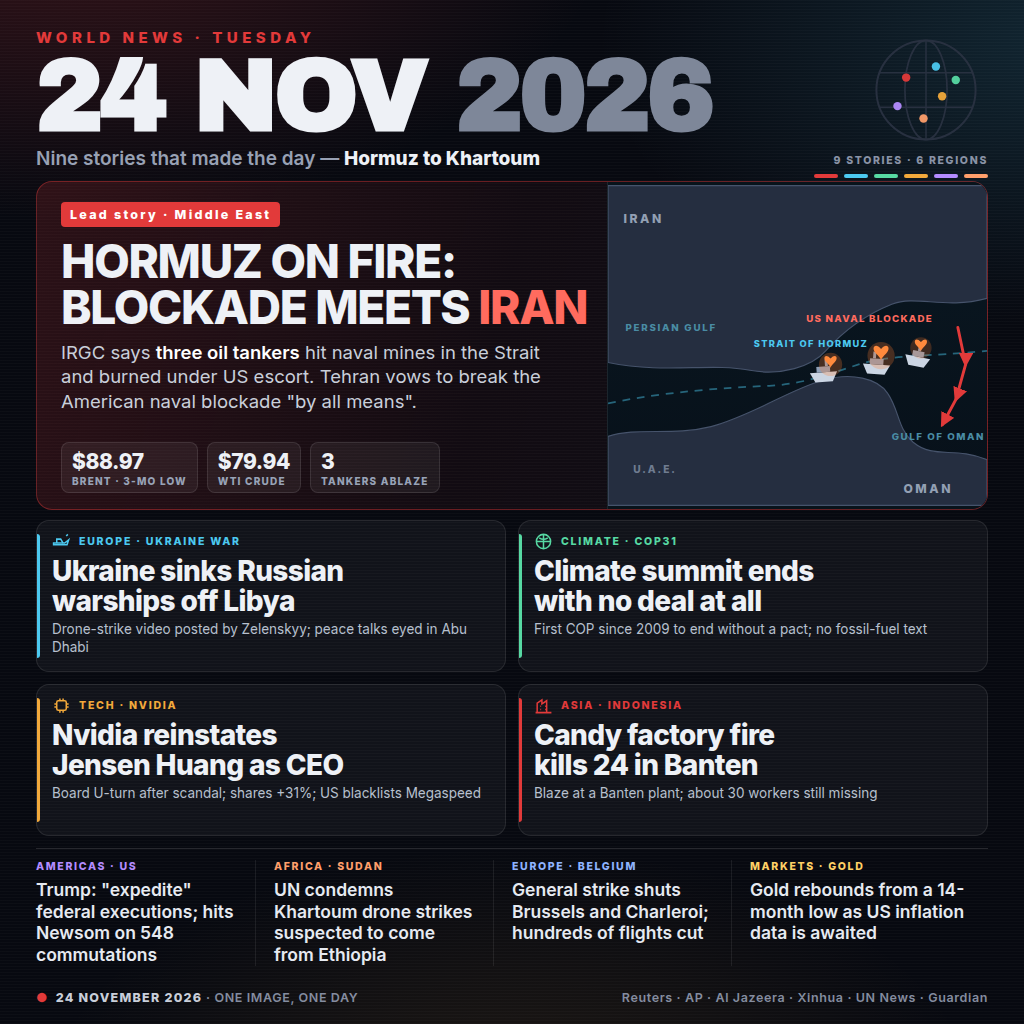 WORLD NEWS · TUESDAY
24 NOV 2026
Nine stories that made the day — Hormuz to Khartoum
9 STORIES · 6 REGIONS
Lead story · Middle East
HORMUZ ON FIRE:
BLOCKADE MEETS IRAN
IRGC says three oil tankers hit naval mines in the Strait
and burned under US escort. Tehran vows to break the
American naval blockade "by all means".
$88.97
BRENT · 3-MO LOW
$79.94
WTI CRUDE
3
TANKERS ABLAZE
IRAN
PERSIAN GULF
US NAVAL BLOCKADE
STRAIT OF HORMUZ
GULF OF OMAN
U.A.E.
OMAN
EUROPE · UKRAINE WAR
Ukraine sinks Russian
warships off Libya
Drone-strike video posted by Zelenskyy; peace talks eyed in Abu
Dhabi
CLIMATE · COP31
Climate summit ends
with no deal at all
First COP since 2009 to end without a pact; no fossil-fuel text
TECH · NVIDIA
Nvidia reinstates
Jensen Huang as CEO
Board U-turn after scandal; shares +31%; US blacklists Megaspeed
ASIA · INDONESIA
Candy factory fire
kills 24 in Banten
Blaze at a Banten plant; about 30 workers still missing
AMERICAS · US
Trump: "expedite"
federal executions; hits
Newsom on 548
commutations
AFRICA · SUDAN
UN condemns
Khartoum drone strikes
suspected to come
from Ethiopia
EUROPE · BELGIUM
General strike shuts
Brussels and Charleroi;
hundreds of flights cut
MARKETS · GOLD
Gold rebounds from a 14-
month low as US inflation
data is awaited
24 NOVEMBER 2026 · ONE IMAGE, ONE DAY
Reuters · AP · Al Jazeera · Xinhua · UN News · Guardian